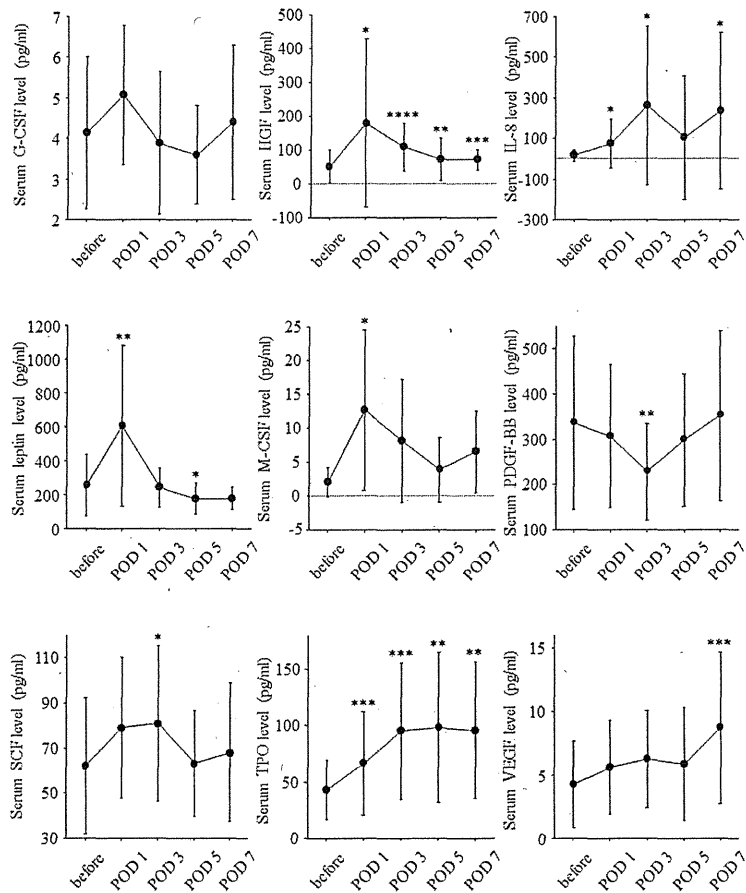 Serum G-CSF level (pg/ml)
7
6
5
4
3
2
before
POD 1
POD 3
POD 5
POD 7
Serum HGF level (pg/ml)
500
400
300
200
100
0
-100
*
****
**
***
before
POD 1
POD 3
POD 5
POD 7
Serum IL-8 level (pg/ml)
700
500
300
100
-100
-300
*
*
*
before
POD 1
POD 3
POD 5
POD 7
Serum leptin level (pg/ml)
1200
1000
800
600
400
200
0
**
*
before
POD 1
POD 3
POD 5
POD 7
Serum M-CSF level (pg/ml)
25
20
15
10
5
0
-5
*
before
POD 1
POD 3
POD 5
POD 7
Serum PDGF-BB level (pg/ml)
500
400
300
200
100
**
before
POD 1
POD 3
POD 5
POD 7
Serum SCF level (pg/ml)
110
90
70
50
30
*
before
POD 1
POD 3
POD 5
POD 7
Serum TPO level (pg/ml)
150
100
50
0
***
***
**
**
before
POD 1
POD 3
POD 5
POD 7
Serum VEGF level (pg/ml)
15
10
5
0
***
before
POD 1
POD 3
POD 5
POD 7